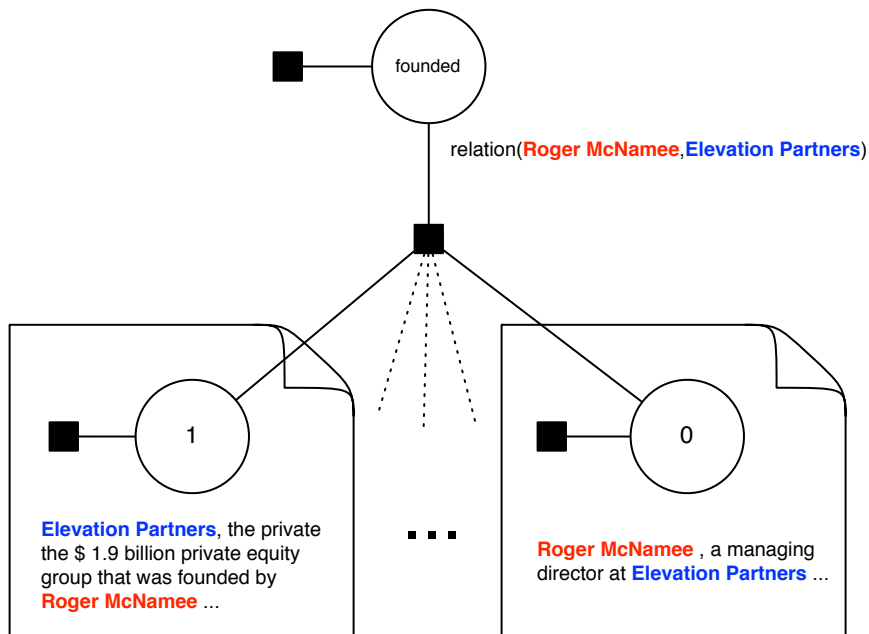 founded
relation(Roger McNamee,Elevation Partners)
1
Elevation Partners, the private
the $ 1.9 billion private equity
group that was founded by
Roger McNamee ...
0
Roger McNamee , a managing
director at Elevation Partners ...